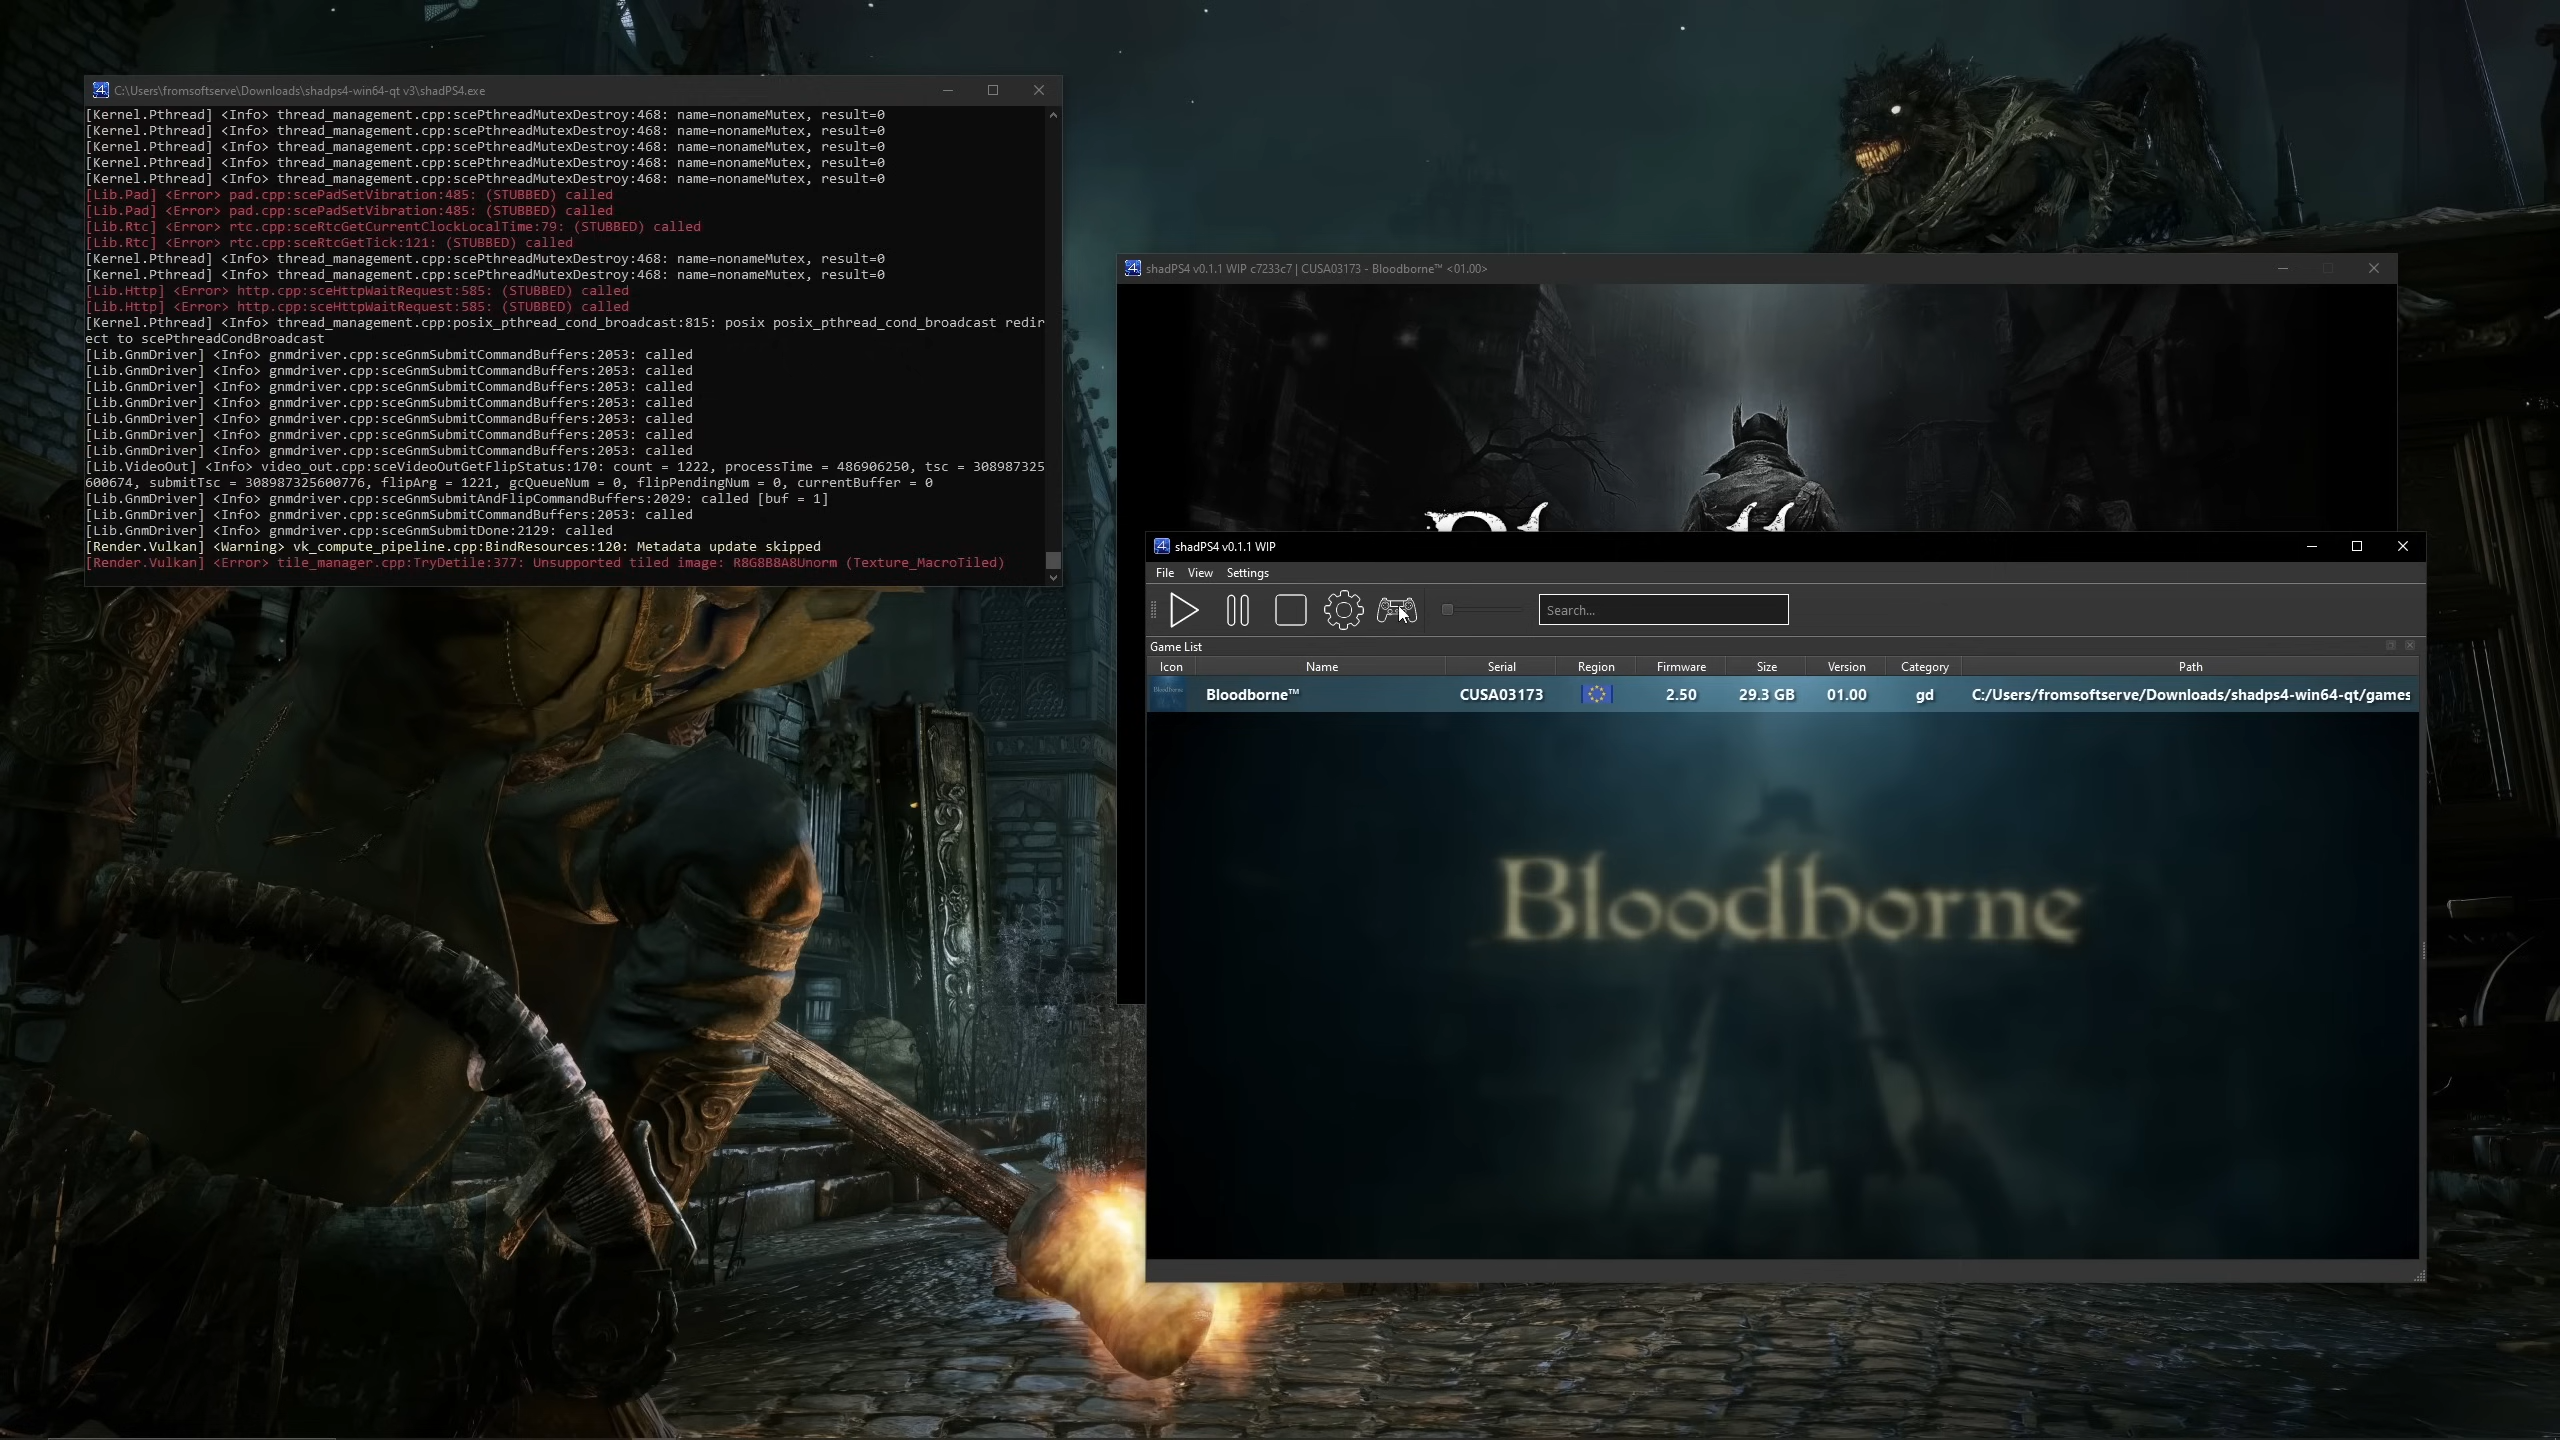 C:\Users\fromsoftserve\Downloads\shadps4-win64-qt v3\shadPS4.exe
[Kernel.Pthread] <Info> thread_management.cpp:scePthreadMutexDestroy:468: name=nonameMutex, result=0
[Kernel.Pthread] <Info> thread_management.cpp:scePthreadMutexDestroy:468: name=nonameMutex, result=0
[Kernel.Pthread] <Info> thread_management.cpp:scePthreadMutexDestroy:468: name=nonameMutex, result=0
[Kernel.Pthread] <Info> thread_management.cpp:scePthreadMutexDestroy:468: name=nonameMutex, result=0
[Kernel.Pthread] <Info> thread_management.cpp:scePthreadMutexDestroy:468: name=nonameMutex, result=0
[Lib.Pad] <Error> pad.cpp:scePadSetVibration:485: (STUBBED) called
[Lib.Pad] <Error> pad.cpp:scePadSetVibration:485: (STUBBED) called
[Lib.Rtc] <Error> rtc.cpp:sceRtcGetCurrentClockLocalTime:79: (STUBBED) called
[Lib.Rtc] <Error> rtc.cpp:sceRtcGetTick:121: (STUBBED) called
[Kernel.Pthread] <Info> thread_management.cpp:scePthreadMutexDestroy:468: name=nonameMutex, result=0
[Kernel.Pthread] <Info> thread_management.cpp:scePthreadMutexDestroy:468: name=nonameMutex, result=0
[Lib.Http] <Error> http.cpp:sceHttpWaitRequest:585: (STUBBED) called
[Lib.Http] <Error> http.cpp:sceHttpWaitRequest:585: (STUBBED) called
[Kernel.Pthread] <Info> thread_management.cpp:posix_pthread_cond_broadcast:815: posix posix_pthread_cond_broadcast redir
ect to scePthreadCondBroadcast
[Lib.GnmDriver] <Info> gnmdriver.cpp:sceGnmSubmitCommandBuffers:2053: called
[Lib.GnmDriver] <Info> gnmdriver.cpp:sceGnmSubmitCommandBuffers:2053: called
[Lib.GnmDriver] <Info> gnmdriver.cpp:sceGnmSubmitCommandBuffers:2053: called
[Lib.GnmDriver] <Info> gnmdriver.cpp:sceGnmSubmitCommandBuffers:2053: called
[Lib.GnmDriver] <Info> gnmdriver.cpp:sceGnmSubmitCommandBuffers:2053: called
[Lib.GnmDriver] <Info> gnmdriver.cpp:sceGnmSubmitCommandBuffers:2053: called
[Lib.GnmDriver] <Info> gnmdriver.cpp:sceGnmSubmitCommandBuffers:2053: called
[Lib.VideoOut] <Info> video_out.cpp:sceVideoOutGetFlipStatus:170: count = 1222, processTime = 486906250, tsc = 308987325
600674, submitTsc = 308987325600776, flipArg = 1221, gcQueueNum = 0, flipPendingNum = 0, currentBuffer = 0
[Lib.GnmDriver] <Info> gnmdriver.cpp:sceGnmSubmitAndFlipCommandBuffers:2029: called [buf = 1]
[Lib.GnmDriver] <Info> gnmdriver.cpp:sceGnmSubmitCommandBuffers:2053: called
[Lib.GnmDriver] <Info> gnmdriver.cpp:sceGnmSubmitDone:2129: called
[Render.Vulkan] <Warning> vk_compute_pipeline.cpp:BindResources:120: Metadata update skipped
[Render.Vulkan] <Error> tile_manager.cpp:TryDetile:377: Unsupported tiled image: R8G8B8A8Unorm (Texture_MacroTiled)
shadPS4 v0.1.1 WIP c7233c7 | CUSA03173 - Bloodborne™ <01.00>
shadPS4 v0.1.1 WIP
File View Settings
Search...
Game List
Icon Name Serial Region Firmware Size Version Category Path
Bloodborne™ CUSA03173 2.50 29.3 GB 01.00 gd C:/Users/fromsoftserve/Downloads/shadps4-win64-qt/games
Bloodborne